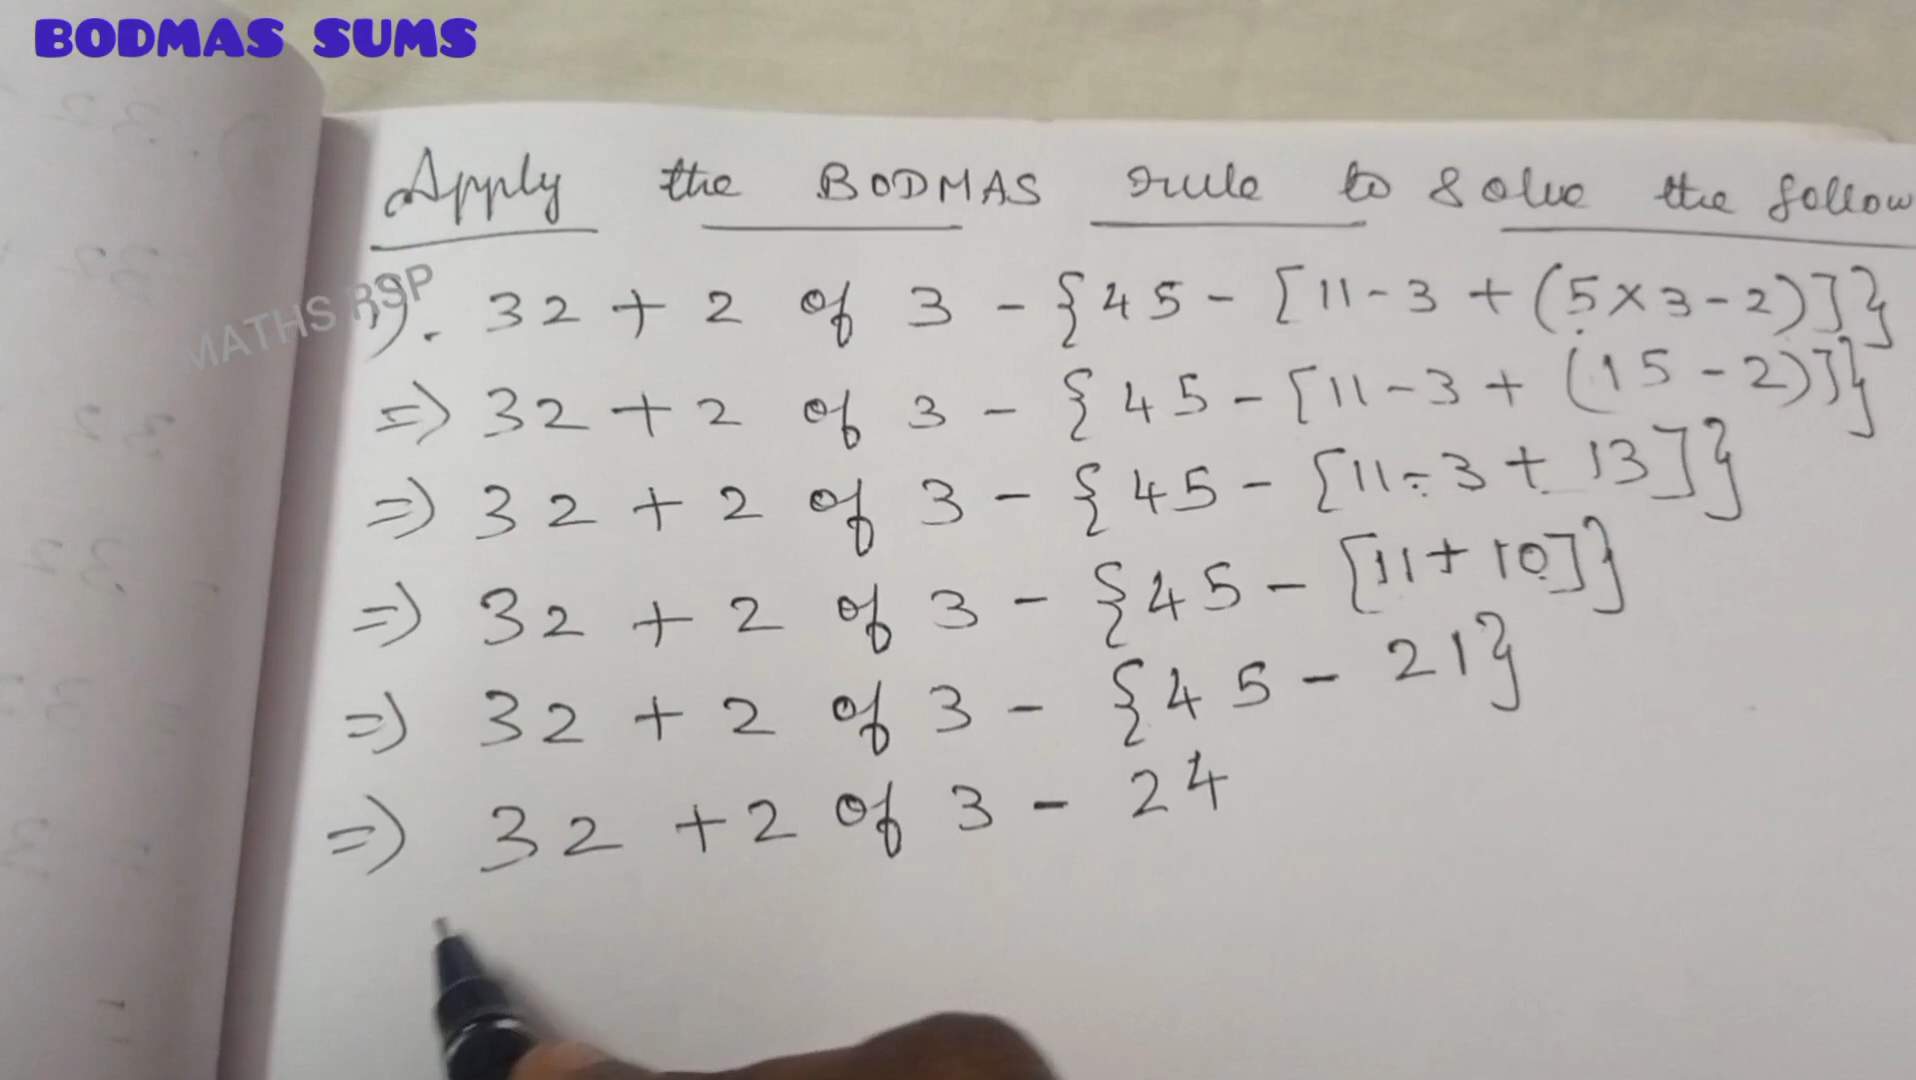 BODMAS SUMS
Apply the BODMAS rule to solve the follow
MATHS RSP
32 + 2 of 3 - {45 - [11-3 + (5×3-2)]}
=> 32 + 2 of 3 - {45 - [11-3 + (15-2)]}
=> 32 + 2 of 3 - {45 - [11-3 + 13]}
=> 32 + 2 of 3 - {45 - [11+10]}
=> 32 + 2 of 3 - {45 - 21}
=> 32 +2 of 3 - 24